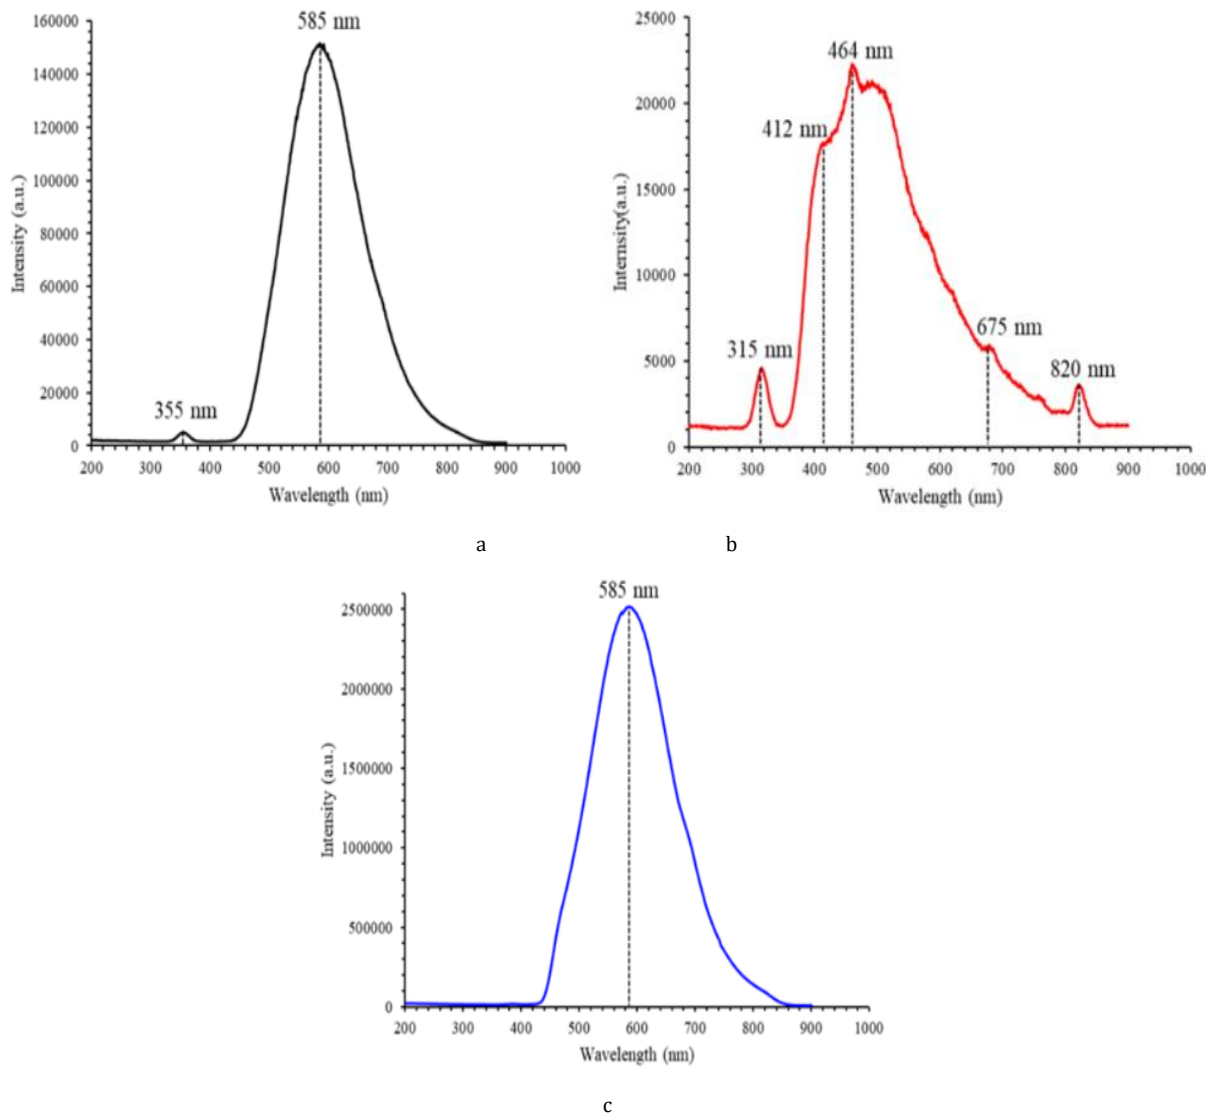 585 nm
355 nm
Intensity (a.u.)
160000
140000
120000
100000
80000
60000
40000
20000
0
200 300 400 500 600 700 800 900 1000
Wavelength (nm)
a
464 nm
412 nm
315 nm
675 nm
820 nm
Internsity(a.u.)
25000
20000
15000
10000
5000
0
200 300 400 500 600 700 800 900 1000
Wavelength (nm)
b
585 nm
Intensity (a.u.)
2500000
2000000
1500000
1000000
500000
0
200 300 400 500 600 700 800 900 1000
Wavelength (nm)
c